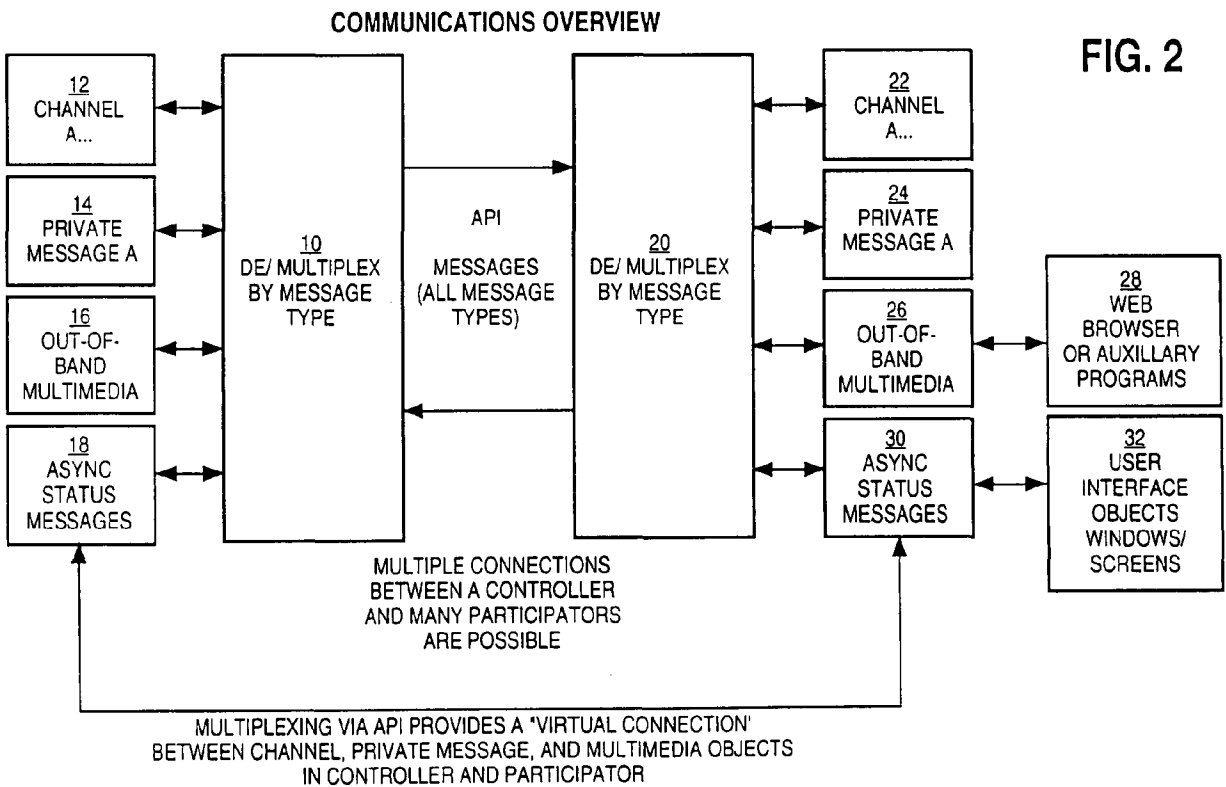 COMMUNICATIONS OVERVIEW
FIG. 2
12
CHANNEL
A...
14
PRIVATE
MESSAGE A
16
OUT-OF-
BAND
MULTIMEDIA
18
ASYNC
STATUS
MESSAGES
10
DE/ MULTIPLEX
BY MESSAGE
TYPE
API
MESSAGES
(ALL MESSAGE
TYPES)
20
DE/ MULTIPLEX
BY MESSAGE
TYPE
22
CHANNEL
A...
24
PRIVATE
MESSAGE A
26
OUT-OF-
BAND
MULTIMEDIA
30
ASYNC
STATUS
MESSAGES
28
WEB
BROWSER
OR AUXILLARY
PROGRAMS
32
USER
INTERFACE
OBJECTS
WINDOWS/
SCREENS
MULTIPLE CONNECTIONS
BETWEEN A CONTROLLER
AND MANY PARTICIPATORS
ARE POSSIBLE
MULTIPLEXING VIA API PROVIDES A "VIRTUAL CONNECTION'
BETWEEN CHANNEL, PRIVATE MESSAGE, AND MULTIMEDIA OBJECTS
IN CONTROLLER AND PARTICIPATOR